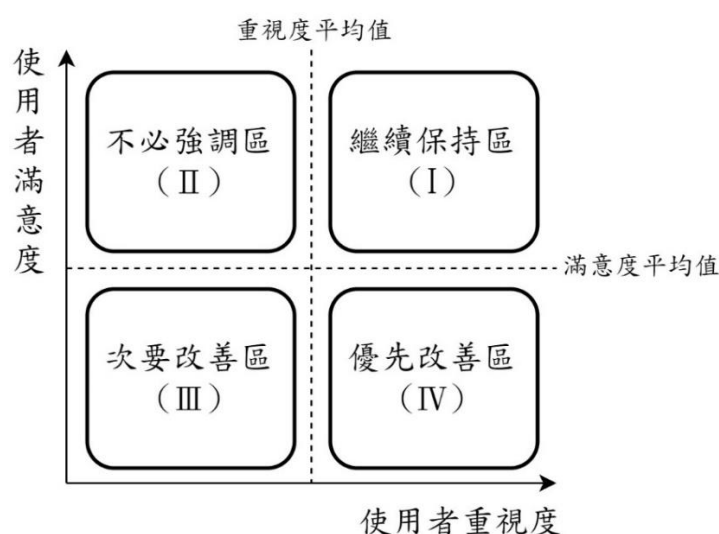 重視度平均值
使用者滿意度
不必強調區
（Ⅱ）
繼續保持區
（Ⅰ）
滿意度平均值
次要改善區
（Ⅲ）
優先改善區
（Ⅳ）
使用者重視度